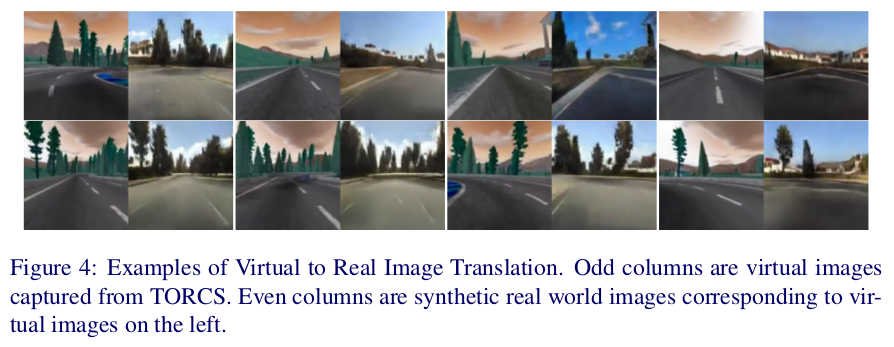 Figure 4: Examples of Virtual to Real Image Translation. Odd columns are virtual images
captured from TORCS. Even columns are synthetic real world images corresponding to vir-
tual images on the left.